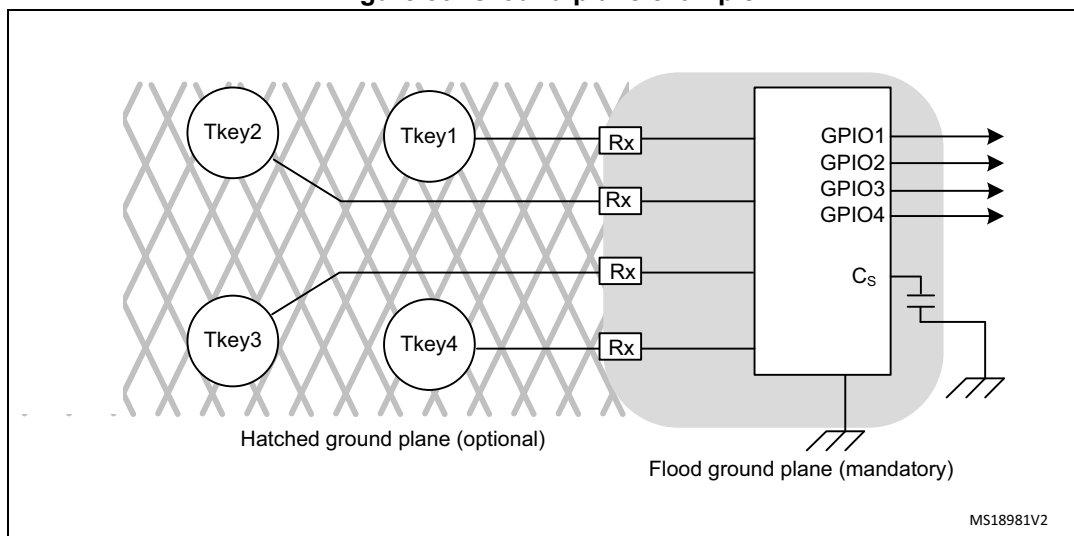 Tkey2
Tkey1
Rx
GPIO1
GPIO2
Rx
GPIO3
GPIO4
Rx
CS
Tkey3
Tkey4
Rx
Hatched ground plane (optional)
Flood ground plane (mandatory)
MS18981V2